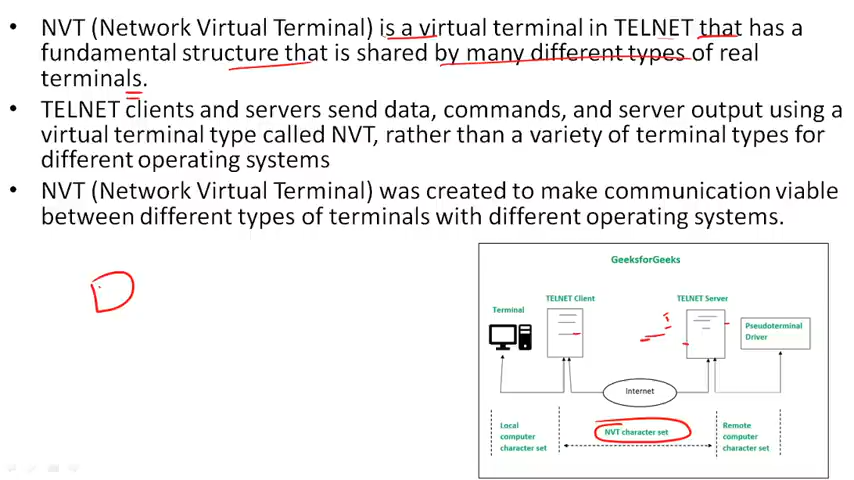 • NVT (Network Virtual Terminal) is a virtual terminal in TELNET that has a
fundamental structure that is shared by many different types of real
terminals.
• TELNET clients and servers send data, commands, and server output using a
virtual terminal type called NVT, rather than a variety of terminal types for
different operating systems
• NVT (Network Virtual Terminal) was created to make communication viable
between different types of terminals with different operating systems.
D
GeeksforGeeks
Terminal
TELNET Client
TELNET Server
Pseudoterminal
Driver
Internet
Local
computer
character set
NVT character set
Remote
computer
character set